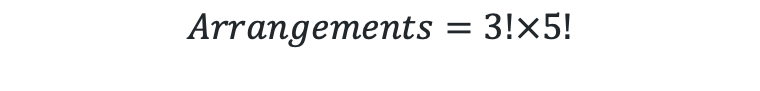 Arrangements = 3!×5!